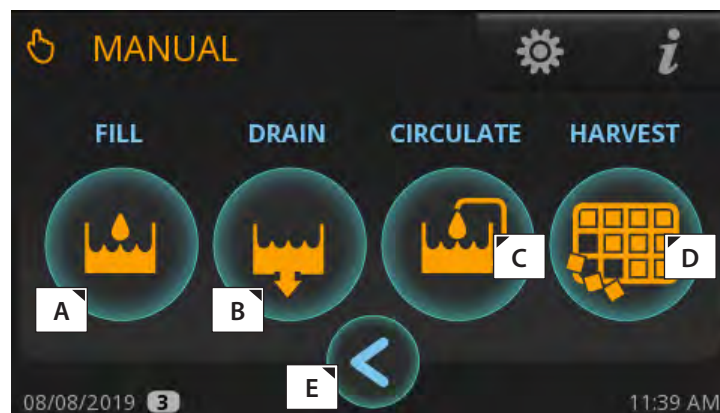 MANUAL i
FILL DRAIN CIRCULATE HARVEST
A B C D
E <
08/08/2019 3 11:39 AM